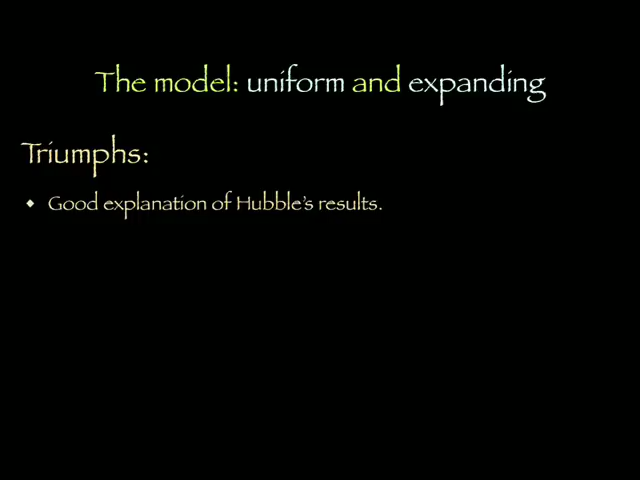 The model: uniform and expanding
Triumphs:
◆ Good explanation of Hubble's results.